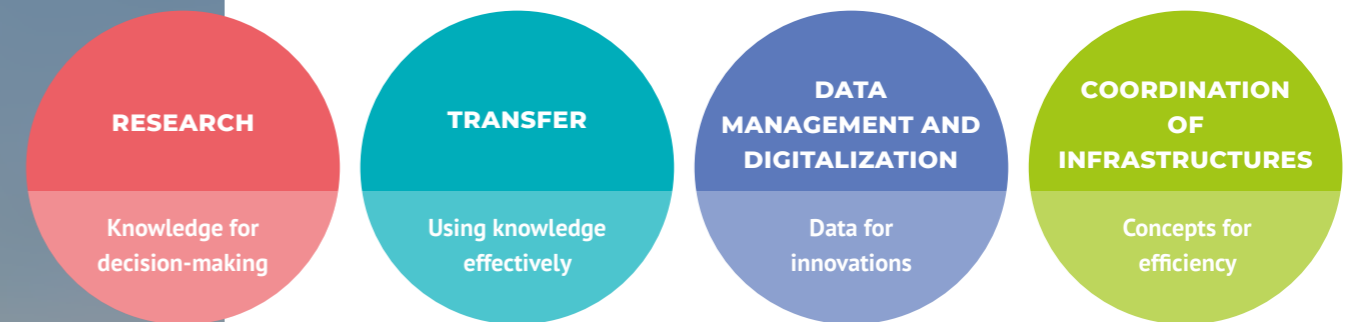 RESEARCH
Knowledge for
decision-making
TRANSFER
Using knowledge
effectively
DATA
MANAGEMENT AND
DIGITALIZATION
Data for
innovations
COORDINATION
OF
INFRASTRUCTURES
Concepts for
efficiency